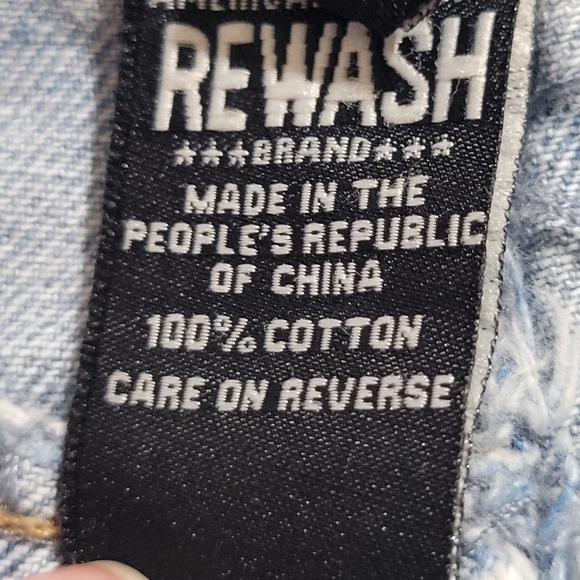 REWASH
★★★BRAND★★★
MADE IN THE
PEOPLE'S REPUBLIC
OF CHINA
100% COTTON
CARE ON REVERSE